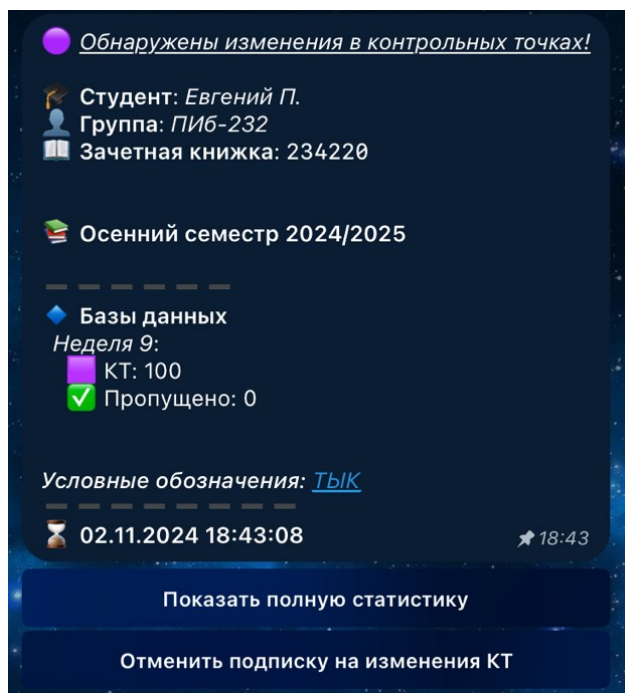 Обнаружены изменения в контрольных точках!
Студент: Евгений П.
Группа: ПИб-232
Зачетная книжка: 234220
Осенний семестр 2024/2025
Базы данных
Неделя 9:
КТ: 100
Пропущено: 0
Условные обозначения: ТЫК
02.11.2024 18:43:08
18:43
Показать полную статистику
Отменить подписку на изменения КТ